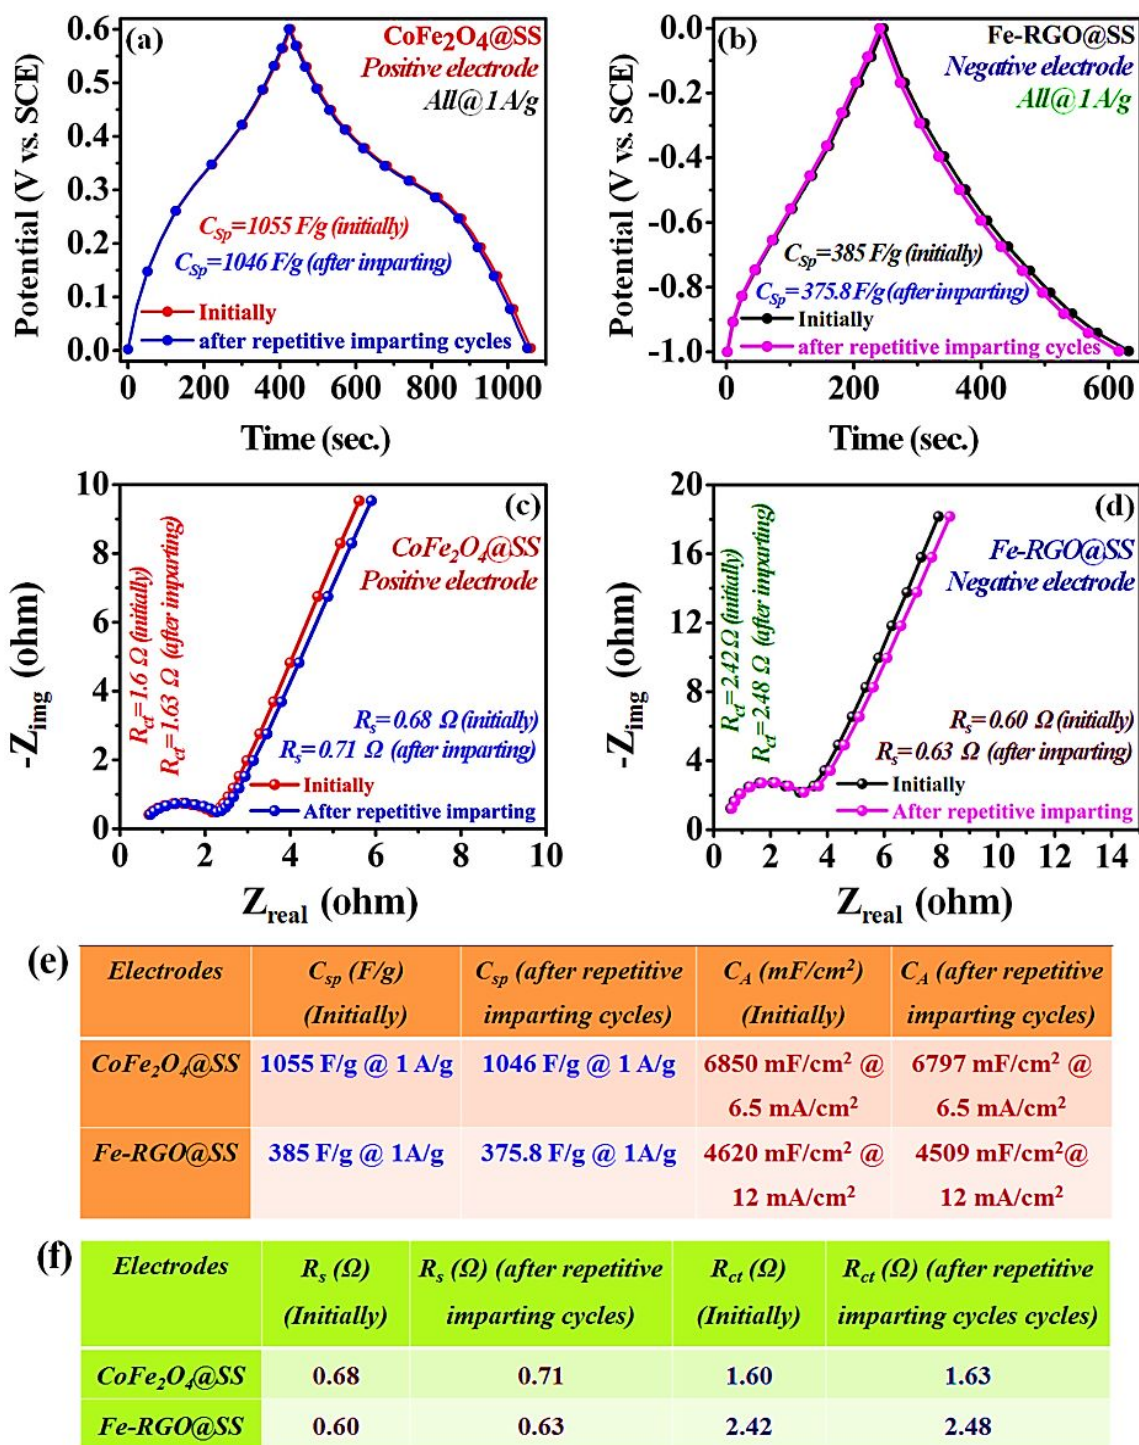 (a)
CoFe2O4@SS
Positive electrode
All@ 1 A/g
CSp=1055 F/g (initially)
CSp=1046 F/g (after imparting)
Initially
after repetitive imparting cycles
Potential (V vs. SCE)
0.6
0.5
0.4
0.3
0.2
0.1
0.0
0 200 400 600 800 1000
Time (sec.)
(b)
Fe-RGO@SS
Negative electrode
All@ 1 A/g
CSp=385 F/g (initially)
CSp=375.8 F/g (after imparting)
Initially
after repetitive imparting cycles
Potential (V vs. SCE)
0.0
-0.2
-0.4
-0.6
-0.8
-1.0
0 200 400 600
Time (sec.)
(c)
CoFe2O4@SS
Positive electrode
Rct=1.6 Ω (initially)
Rct=1.63 Ω (after imparting)
Rs=0.68 Ω (initially)
Rs=0.71 Ω (after imparting)
Initially
After repetitive imparting
-Zimg (ohm)
10
8
6
4
2
0
0 2 4 6 8 10
Zreal (ohm)
(d)
Fe-RGO@SS
Negative electrode
Rct=2.42 Ω (initially)
Rct=2.48 Ω (after imparting)
Rs=0.60 Ω (initially)
Rs=0.63 Ω (after imparting)
Initially
After repetitive imparting
-Zimg (ohm)
20
16
12
8
4
0
0 2 4 6 8 10 12 14
Zreal (ohm)
(e)
Electrodes Csp (F/g) Csp (after repetitive CA (mF/cm²) CA (after repetitive
(Initially) imparting cycles) (Initially) imparting cycles)
CoFe2O4@SS 1055 F/g @ 1 A/g 1046 F/g @ 1 A/g 6850 mF/cm² @ 6797 mF/cm² @
6.5 mA/cm² 6.5 mA/cm²
Fe-RGO@SS 385 F/g @ 1A/g 375.8 F/g @ 1A/g 4620 mF/cm² @ 4509 mF/cm²@
12 mA/cm² 12 mA/cm²
(f)
Electrodes Rs (Ω) Rs (Ω) (after repetitive Rct (Ω) Rct (Ω) (after repetitive
(Initially) imparting cycles) (Initially) imparting cycles cycles)
CoFe2O4@SS 0.68 0.71 1.60 1.63
Fe-RGO@SS 0.60 0.63 2.42 2.48